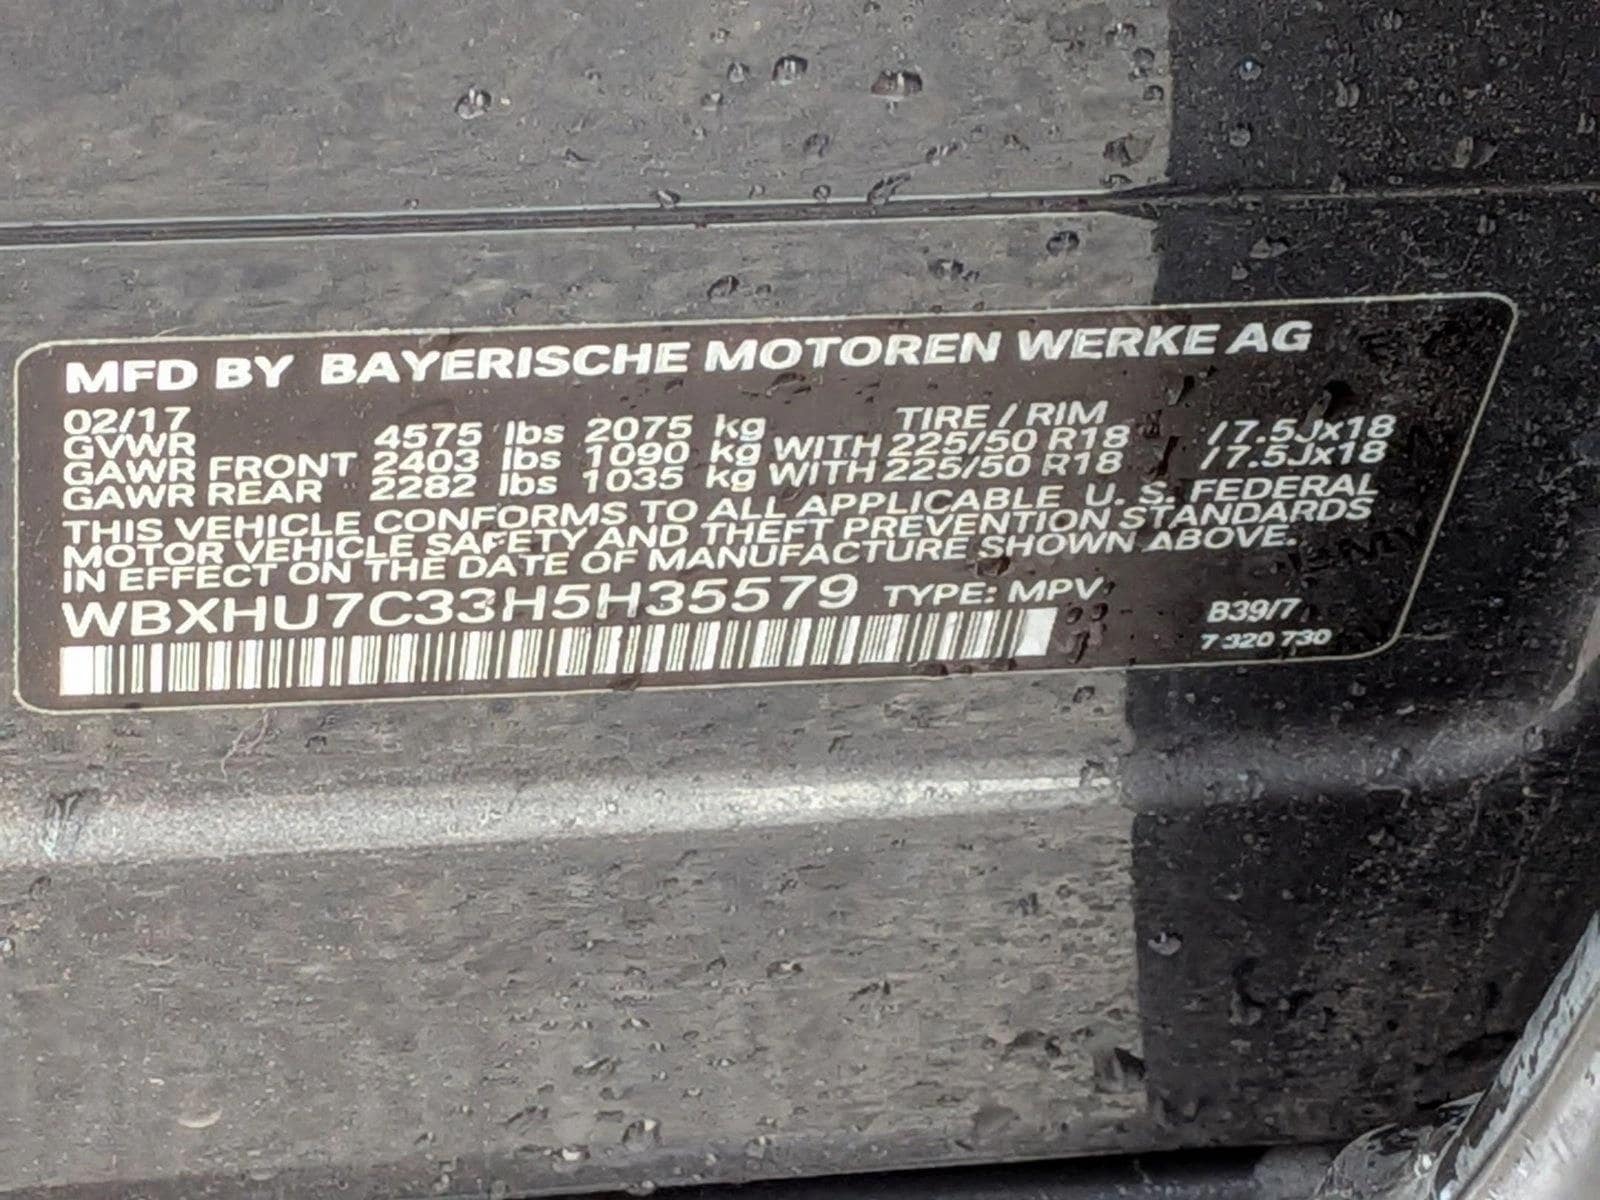 MFD BY BAYERISCHE MOTOREN WERKE AG
02/17 TIRE / RIM
GVWR 4575 lbs 2075 kg
GAWR FRONT 2403 lbs 1090 kg WITH 225/50 R18 /7.5Jx18
GAWR REAR 2282 lbs 1035 kg WITH 225/50 R18 /7.5Jx18
THIS VEHICLE CONFORMS TO ALL APPLICABLE U. S. FEDERAL
MOTOR VEHICLE SAFETY AND THEFT PREVENTION STANDARDS
IN EFFECT ON THE DATE OF MANUFACTURE SHOWN ABOVE.
WBXHU7C33H5H35579 TYPE: MPV
B39/7
7 320 730